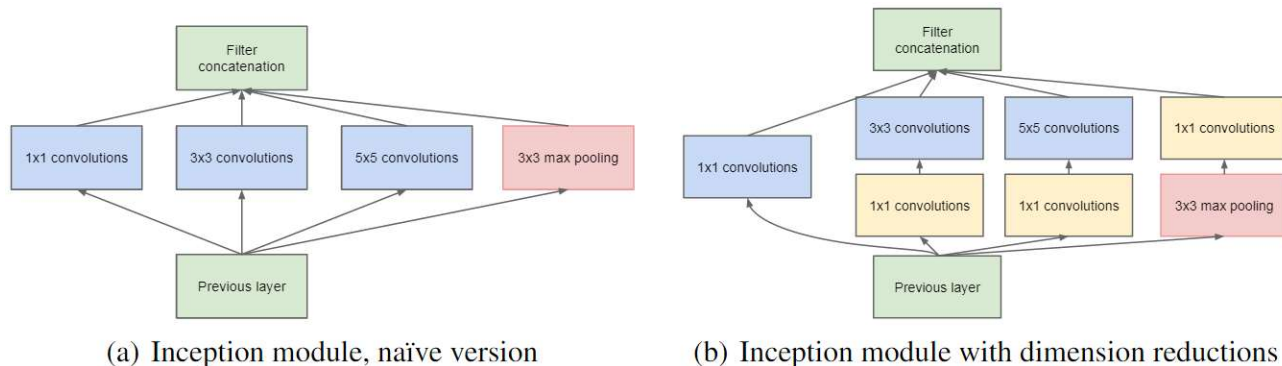 Filter
concatenation
1x1 convolutions
3x3 convolutions
5x5 convolutions
3x3 max pooling
Previous layer
(a) Inception module, naïve version
Filter
concatenation
3x3 convolutions
5x5 convolutions
1x1 convolutions
1x1 convolutions
1x1 convolutions
1x1 convolutions
3x3 max pooling
Previous layer
(b) Inception module with dimension reductions